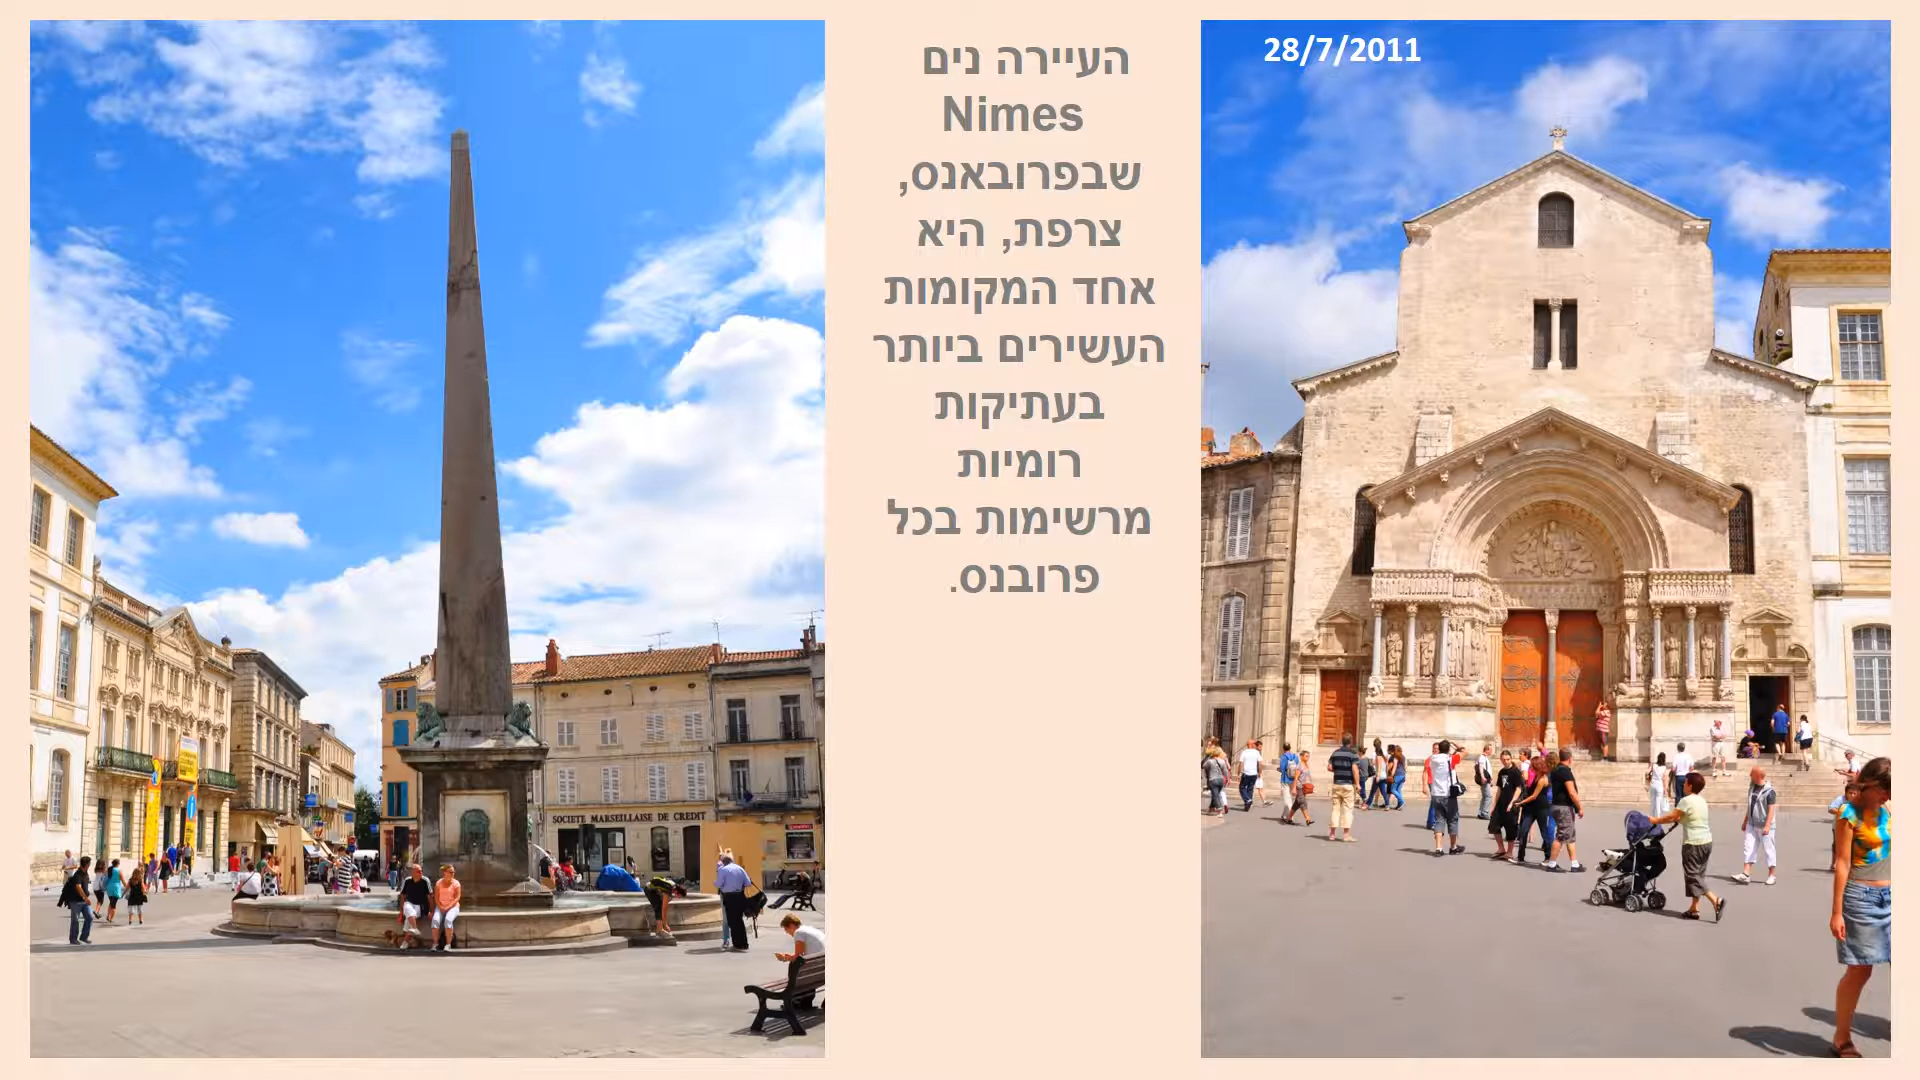 העיירה נים
Nimes
שבפרובאנס,
צרפת, היא
אחד המקומות
העשירים ביותר
בעתיקות
רומיות
מרשימות בכל
פרובנס.
28/7/2011
SOCIETE MARSEILLAISE DE CREDIT